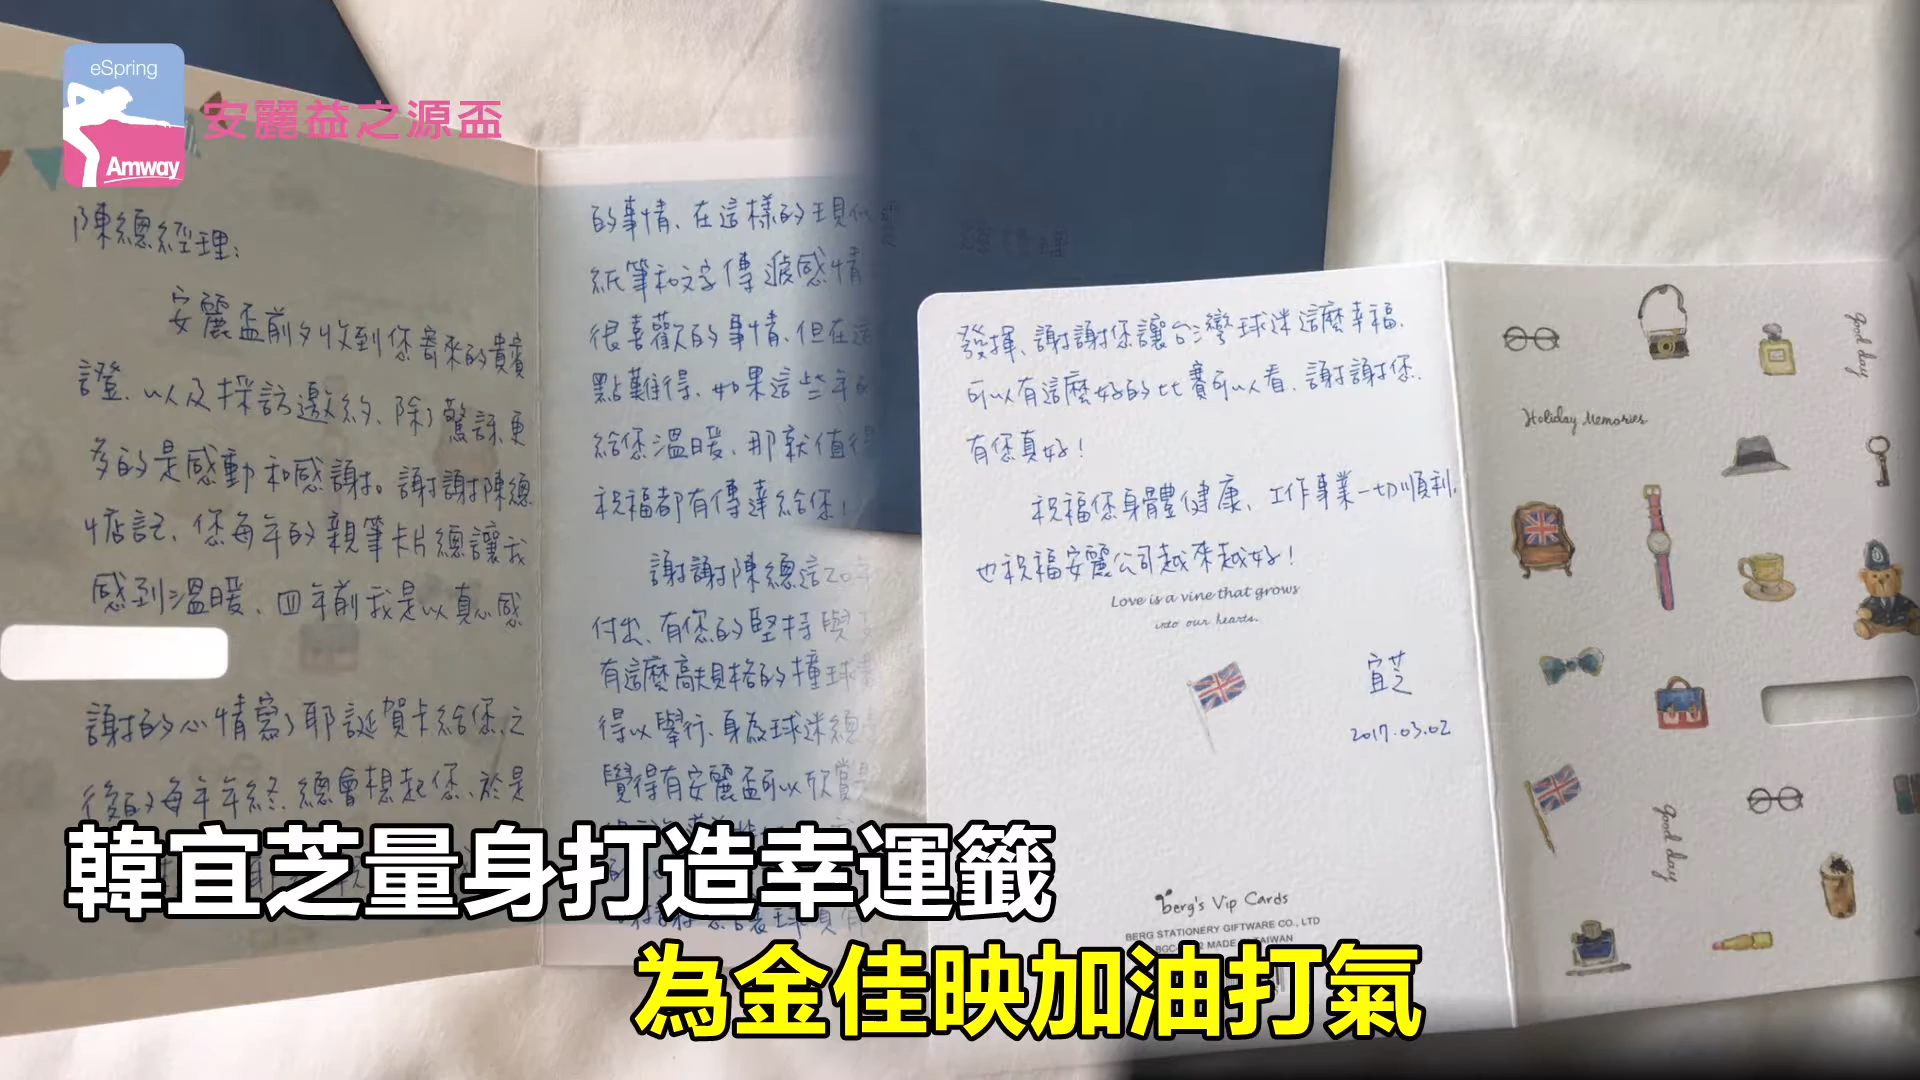 eSpring
Amway
安麗益之源盃
陳總經理：
安麗盃前夕收到您寄來的貴賓
證、以及採訪邀約、除了驚訝更
多的是感動和感謝。謝謝陳總
惦記、您每年的親筆卡片總讓我
感到溫暖、四年前我是以真心感
謝的心情寫了耶誕賀卡給您、之
後的每年年終、總會想起您、於是
的事情、在這樣的現代
紙筆和文字傳遞感情
很喜歡的事情、但在這
點難得、如果這些年的
給您溫暖、那就值得
祝福都有傳達給您！
謝謝陳總這20年
付出、有您的堅持與支
有這麼高規格的撞球賽
得以舉行、身為球迷總是
覺得有安麗盃可以欣賞是
發揮、謝謝您讓台灣球迷這麼幸福、
可以有這麼好的比賽可以看、謝謝您、
有您真好！
祝福您身體健康、工作事業一切順利、
也祝福安麗公司越來越好！
Love is a vine that grows
into our hearts.
宜芝
2017.03.02
Berg's Vip Cards
BERG STATIONERY GIFTWARE CO., LTD
MADE TAIWAN
good day
Holiday Memories
good day
韓宜芝量身打造幸運籤
為金佳映加油打氣